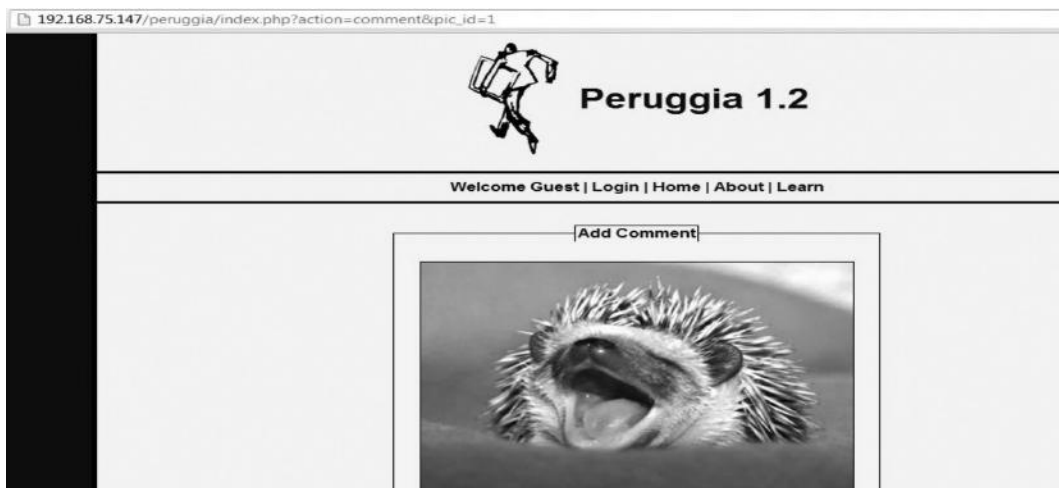 192.168.75.147/peruggia/index.php?action=comment&pic_id=1
Peruggia 1.2
Welcome Guest | Login | Home | About | Learn
Add Comment